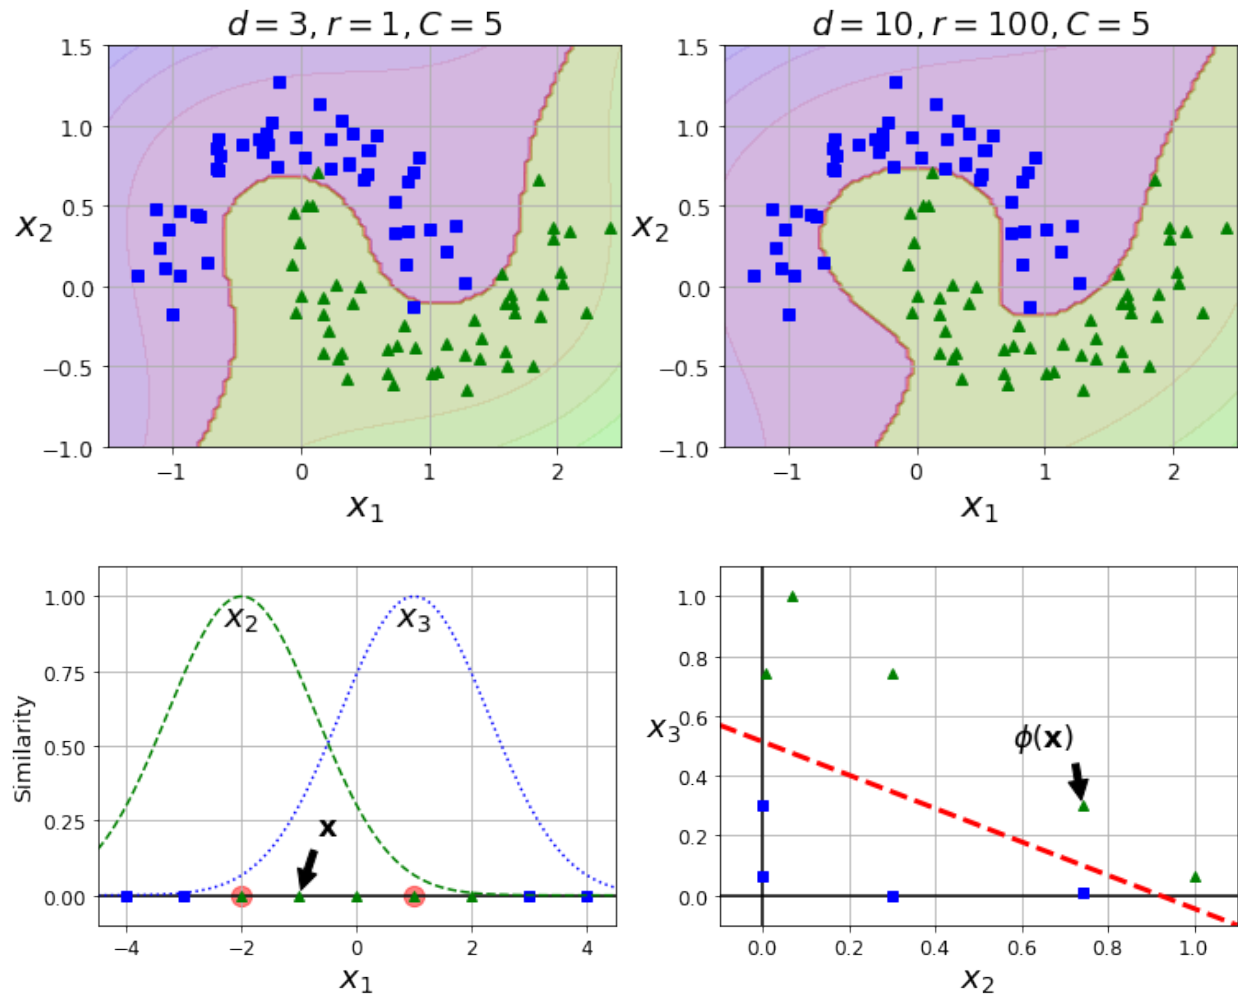 d = 3, r = 1, C = 5
1.5
1.0
0.5
0.0
−0.5
−1.0
x₂
−1 0 1 2
x₁
d = 10, r = 100, C = 5
1.5
1.0
0.5
0.0
−0.5
−1.0
x₂
−1 0 1 2
x₁
1.00
0.75
0.50
0.25
0.00
Similarity
x₂ x₃
x
−4 −2 0 2 4
x₁
1.0
0.8
0.6
0.4
0.2
0.0
x₃
ϕ(x)
0.0 0.2 0.4 0.6 0.8 1.0
x₂